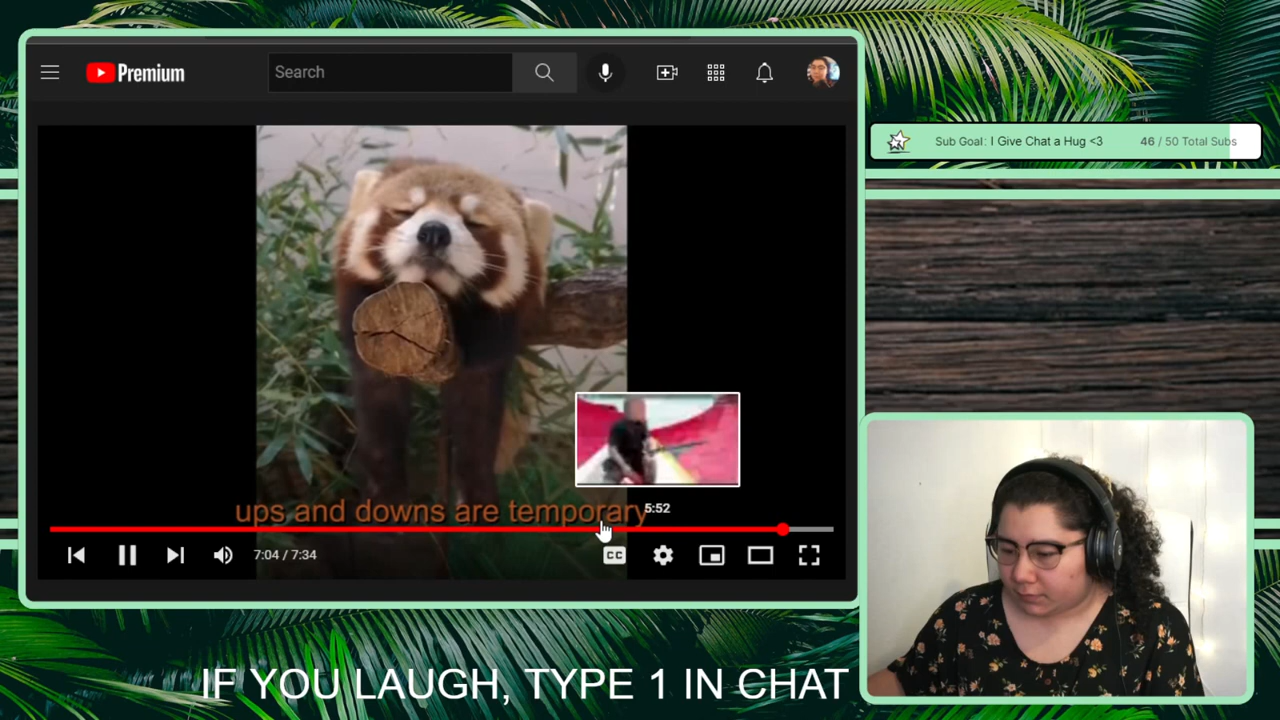 Premium
Search
Sub Goal: I Give Chat a Hug <3
46 / 50 Total Subs
ups and downs are temporary
5:52
7:04 / 7:34
CC
IF YOU LAUGH, TYPE 1 IN CHAT